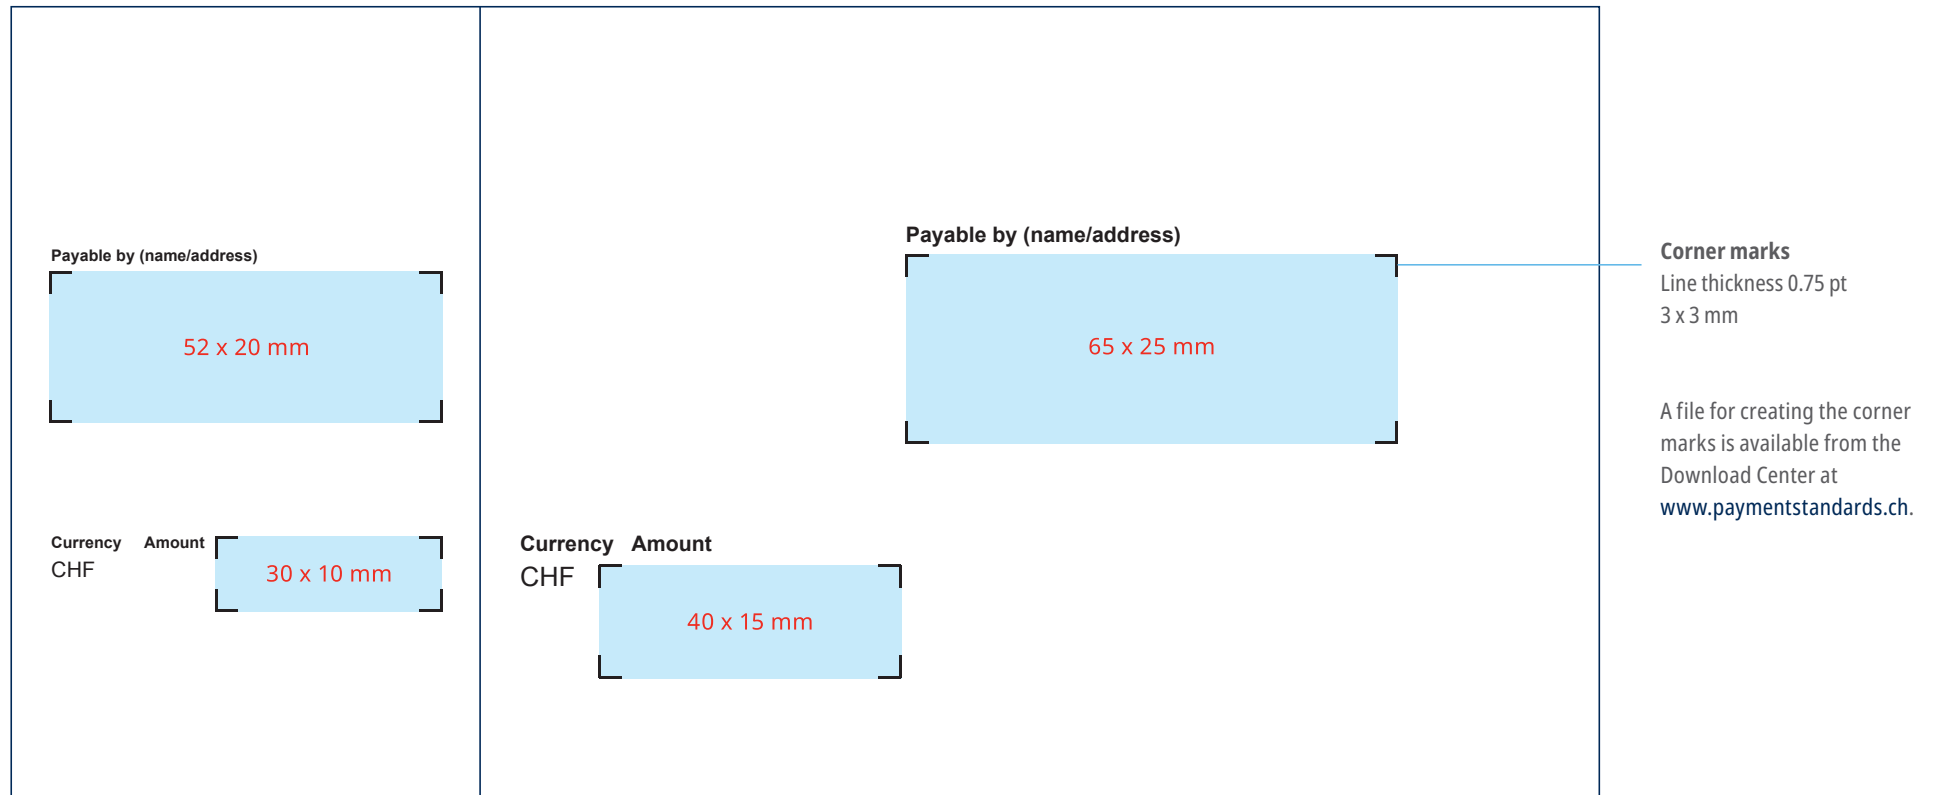 Payable by (name/address)
52 x 20 mm
Currency Amount
CHF
30 x 10 mm
Payable by (name/address)
65 x 25 mm
Currency Amount
CHF
40 x 15 mm
Corner marks
Line thickness 0.75 pt
3 x 3 mm
A file for creating the corner
marks is available from the
Download Center at
www.paymentstandards.ch.